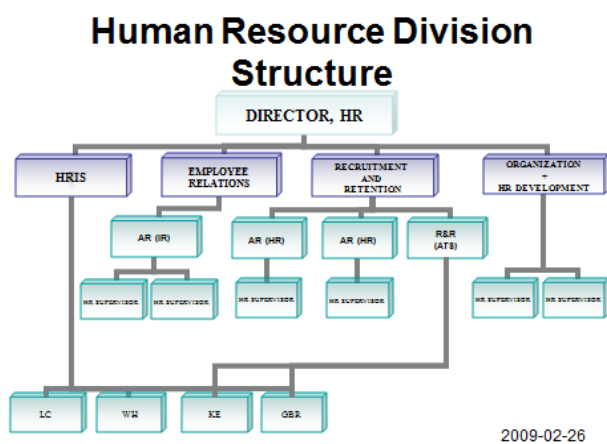 Human Resource Division
Structure
DIRECTOR, HR
HRIS
EMPLOYEE
RELATIONS
RECRUITMENT
AND
RETENTION
ORGANIZATION
+
HR DEVELOPMENT
AR (IR)
AR (HR)
AR (HR)
R&R
(ATS)
HR SUPERVISOR
HR SUPERVISOR
HR SUPERVISOR
HR SUPERVISOR
HR SUPERVISOR
HR SUPERVISOR
LC
WH
KE
GBR
2009-02-26